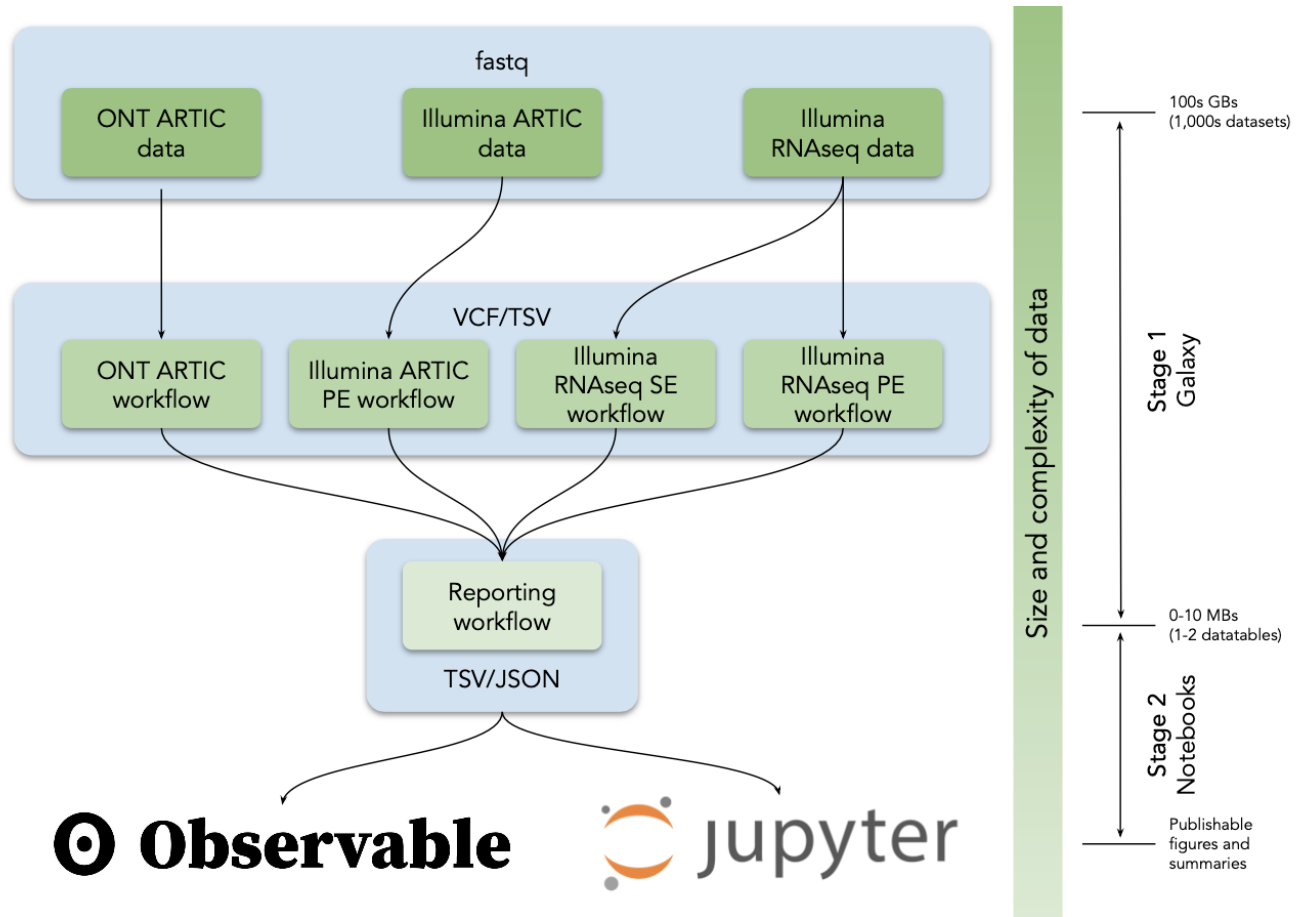 fastq
ONT ARTIC
data
Illumina ARTIC
data
Illumina
RNAseq data
VCF/TSV
ONT ARTIC
workflow
Illumina ARTIC
PE workflow
Illumina
RNAseq SE
workflow
Illumina
RNAseq PE
workflow
Reporting
workflow
TSV/JSON
Observable
jupyter
Size and complexity of data
100s GBs
(1,000s datasets)
Stage 1
Galaxy
0-10 MBs
(1-2 datatables)
Stage 2
Notebooks
Publishable
figures and
summaries